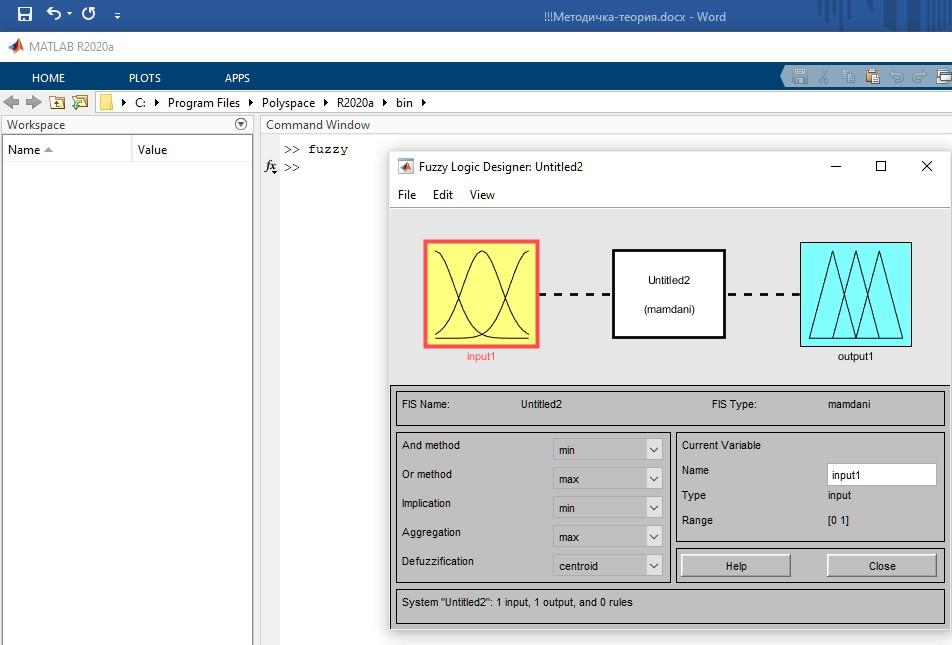 !!!Методичка-теория.docx - Word
MATLAB R2020a
HOME PLOTS APPS
C: Program Files Polyspace R2020a bin
Workspace
Command Window
Name Value
>> fuzzy
fx >>
Fuzzy Logic Designer: Untitled2
File Edit View
Untitled2
(mamdani)
input1
output1
FIS Name: Untitled2 FIS Type: mamdani
And method min
Or method max
Implication min
Aggregation max
Defuzzification centroid
Current Variable
Name input1
Type input
Range [0 1]
Help Close
System "Untitled2": 1 input, 1 output, and 0 rules